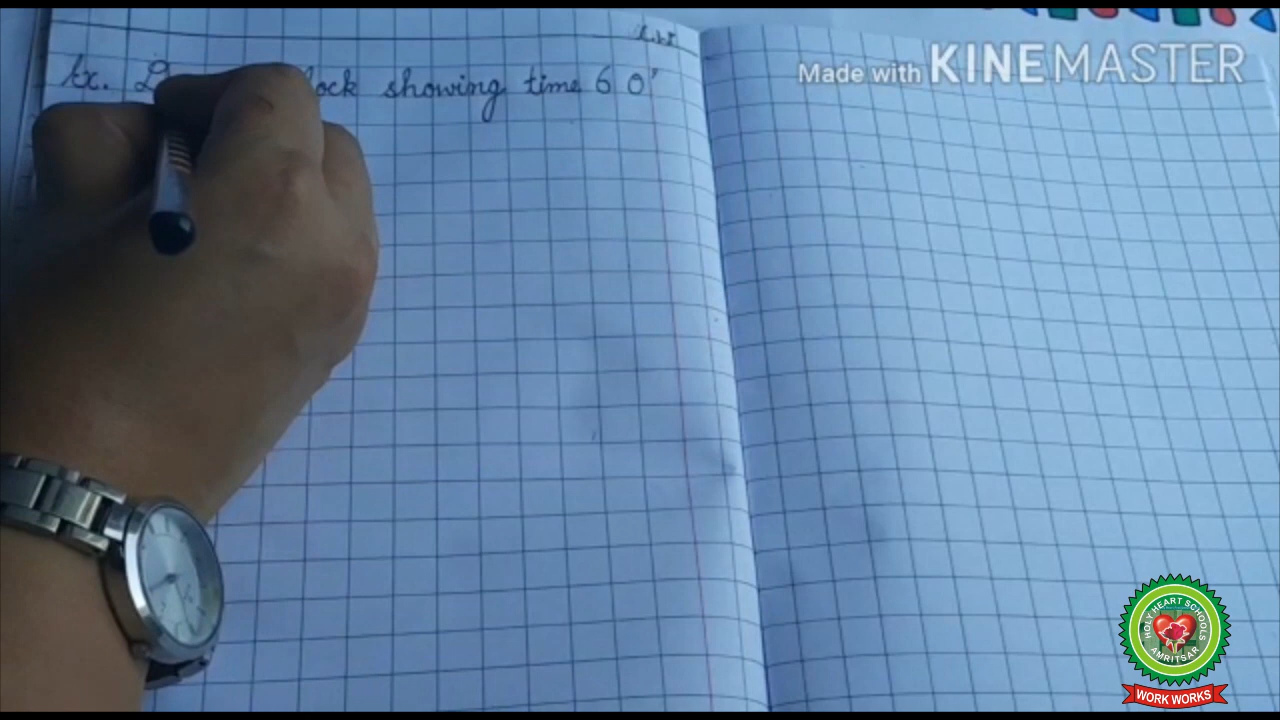 Made with KINEMASTER
Ex. D lock showing time 6 O'
HOLY HEART SCHOOLS
AMRITSAR
WORK WORKS